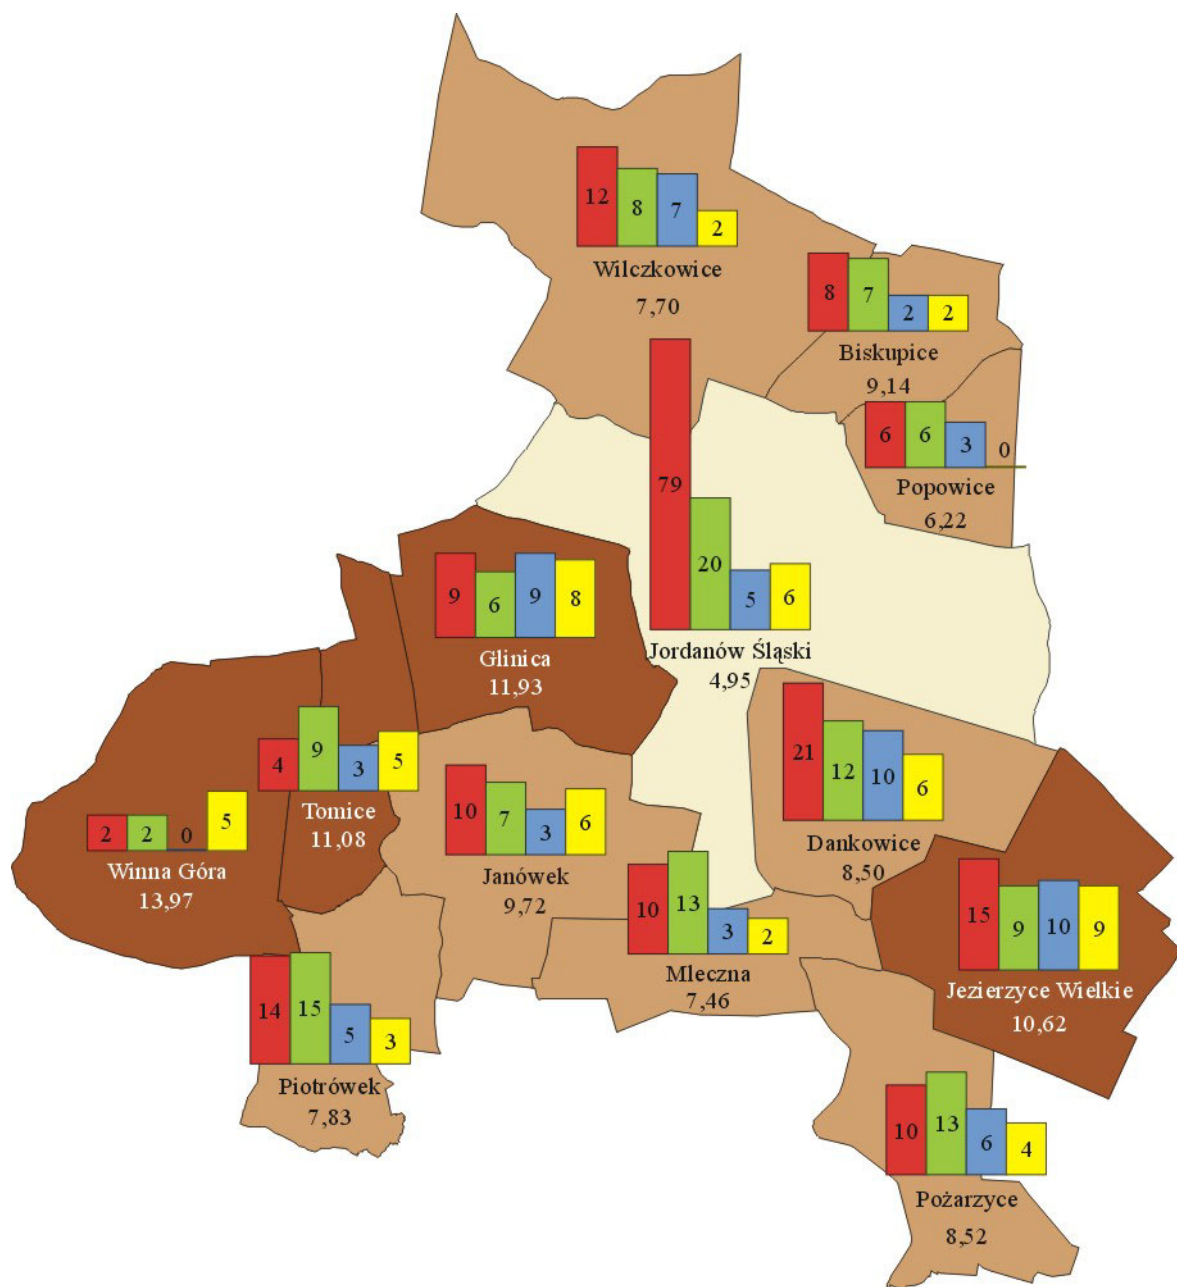 12 8 7 2
Wilczkowice
7,70
8 7 2 2
Biskupice
9,14
6 6 3 0
Popowice
6,22
79 20 5 6
Jordanów Śląski
4,95
9 6 9 8
Glinica
11,93
4 9 3 5
Tomice
11,08
2 2 0 5
Winna Góra
13,97
10 7 3 6
Janówek
9,72
21 12 10 6
Dankowice
8,50
10 13 3 2
Mleczna
7,46
15 9 10 9
Jezierzyce Wielkie
10,62
14 15 5 3
Piotrówek
7,83
10 13 6 4
Pożarzyce
8,52